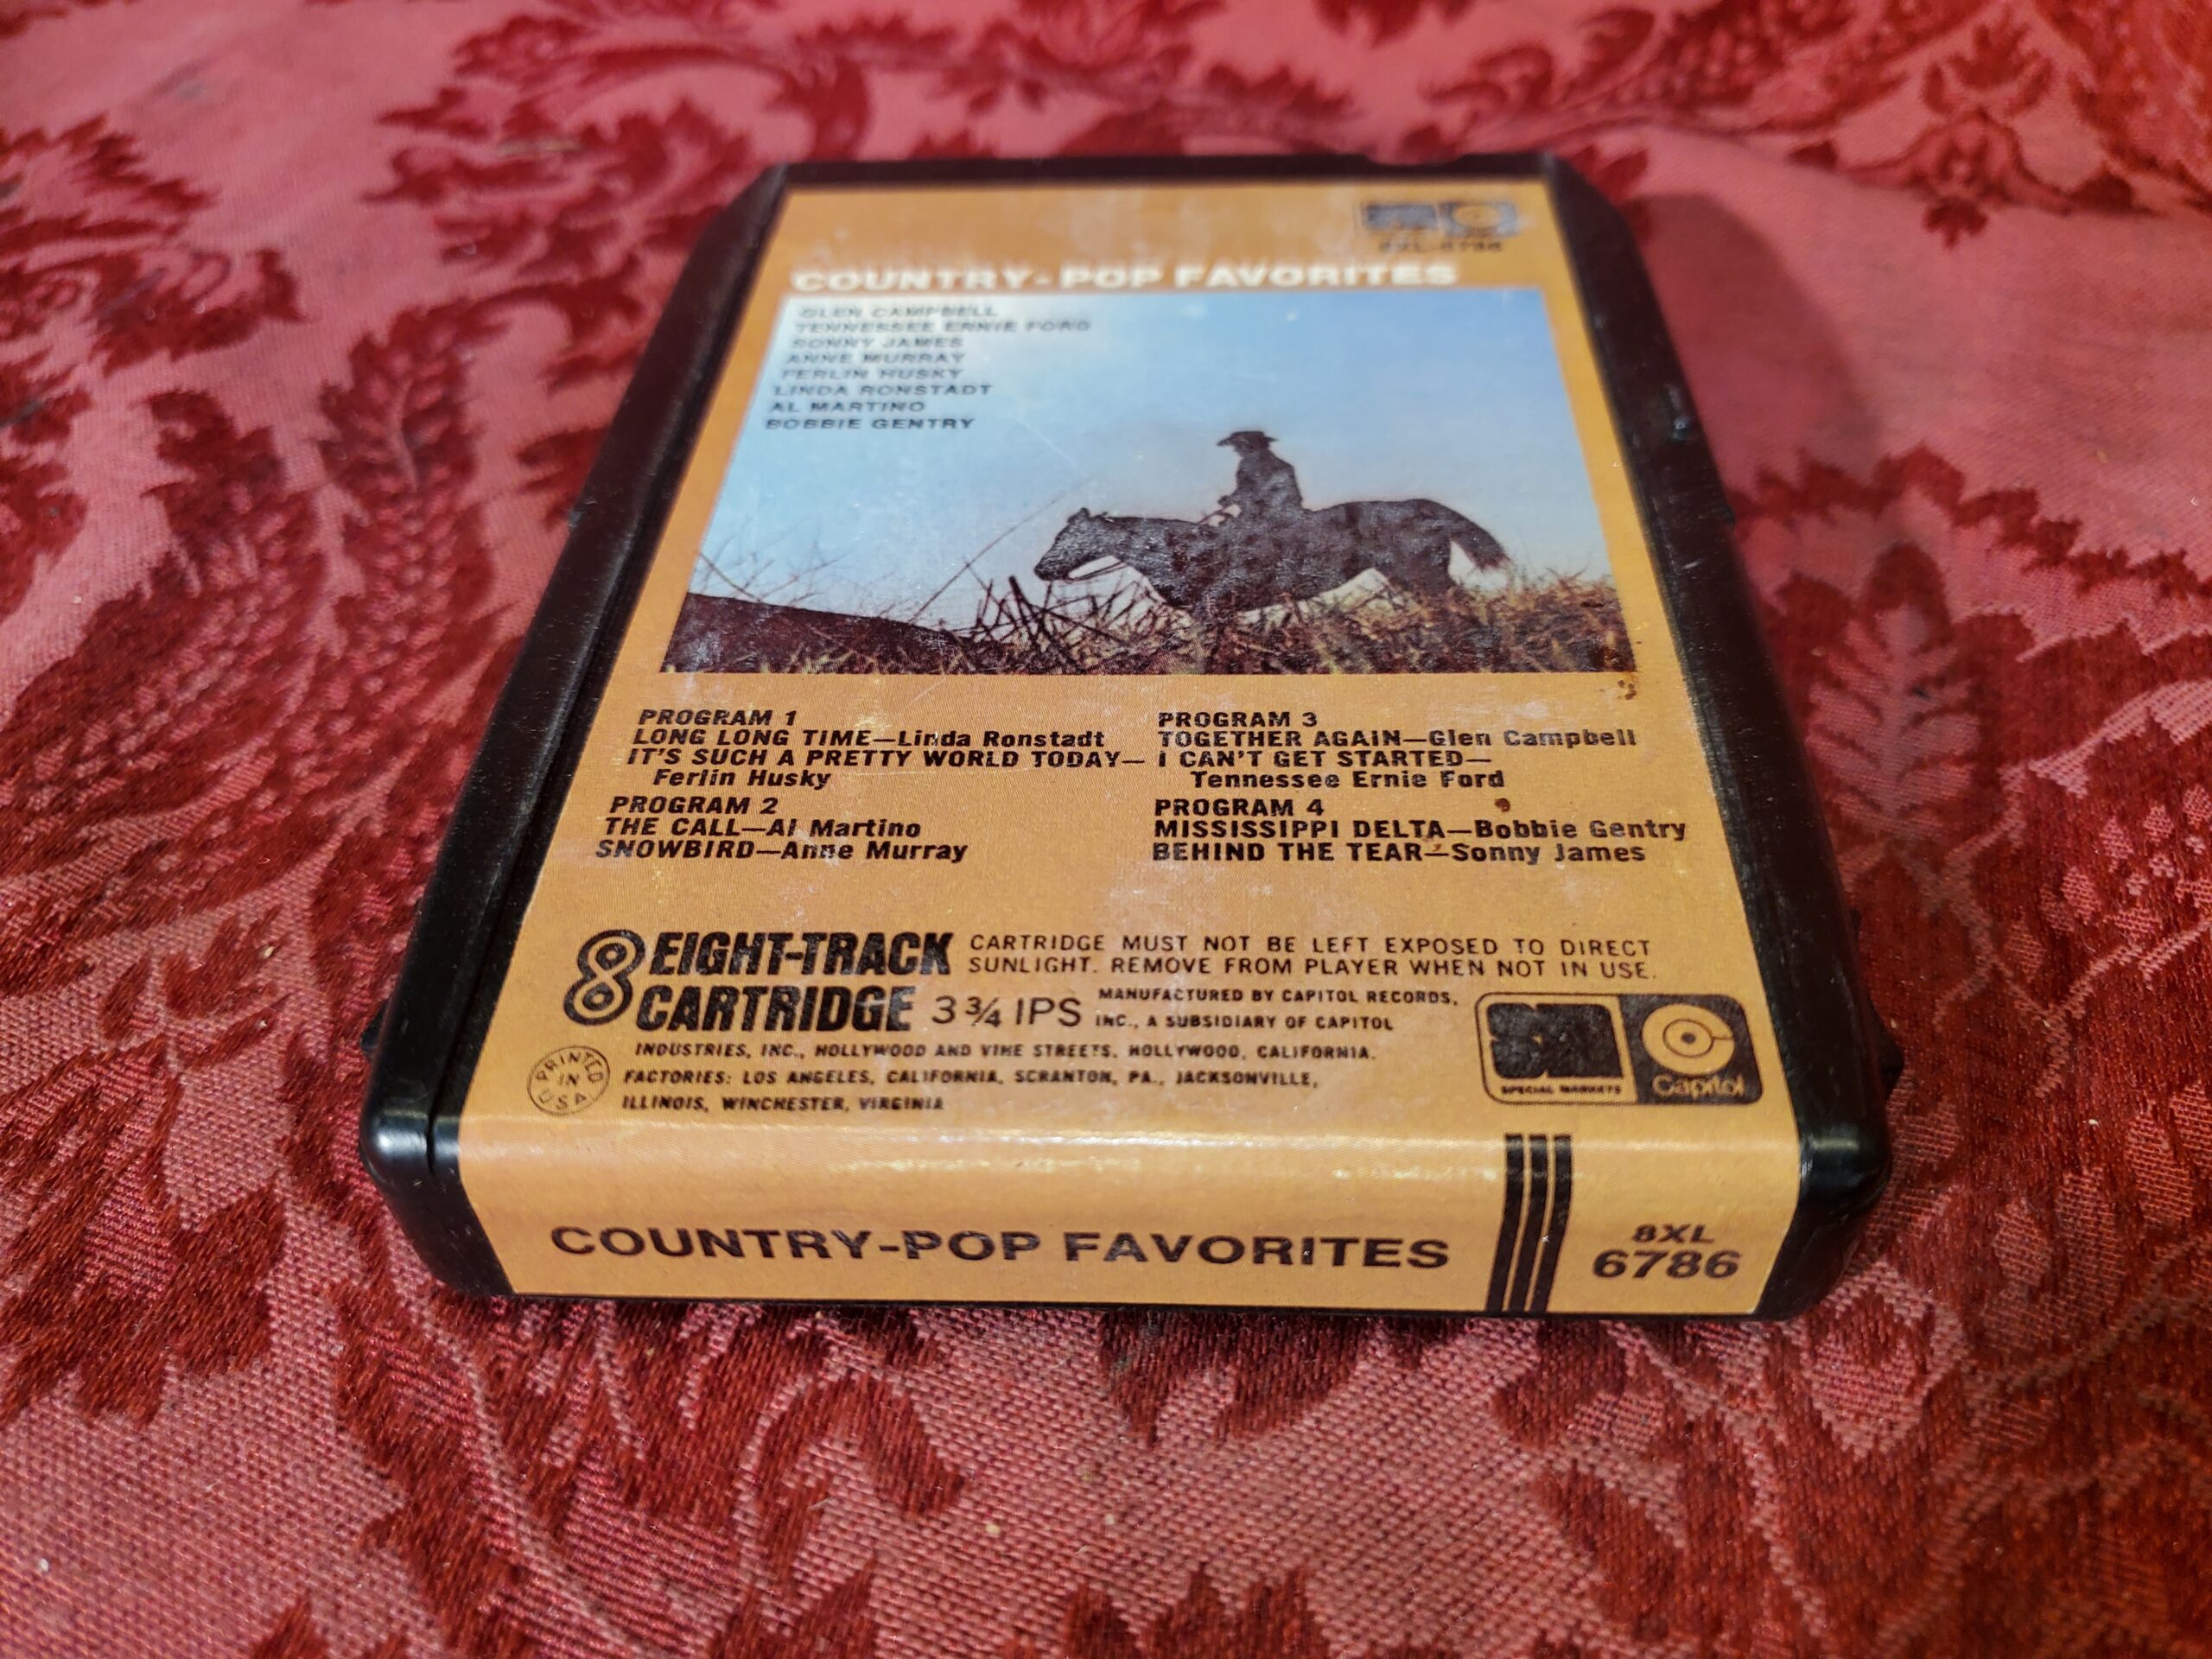 8XL-6786
COUNTRY-POP FAVORITES
GLEN CAMPBELL
TENNESSEE ERNIE FORD
SONNY JAMES
ANNE MURRAY
FERLIN HUSKY
LINDA RONSTADT
AL MARTINO
BOBBIE GENTRY
PROGRAM 1
LONG LONG TIME—Linda Ronstadt
IT'S SUCH A PRETTY WORLD TODAY—
Ferlin Husky
PROGRAM 2
THE CALL—Al Martino
SNOWBIRD—Anne Murray
PROGRAM 3
TOGETHER AGAIN—Glen Campbell
I CAN'T GET STARTED—
Tennessee Ernie Ford
PROGRAM 4
MISSISSIPPI DELTA—Bobbie Gentry
BEHIND THE TEAR—Sonny James
8 EIGHT-TRACK
CARTRIDGE 3 3/4 IPS
CARTRIDGE MUST NOT BE LEFT EXPOSED TO DIRECT
SUNLIGHT. REMOVE FROM PLAYER WHEN NOT IN USE.
MANUFACTURED BY CAPITOL RECORDS,
INC., A SUBSIDIARY OF CAPITOL
INDUSTRIES, INC., HOLLYWOOD AND VINE STREETS, HOLLYWOOD, CALIFORNIA.
FACTORIES: LOS ANGELES, CALIFORNIA, SCRANTON, PA., JACKSONVILLE,
ILLINOIS, WINCHESTER, VIRGINIA
PRINTED
IN
USA
SPECIAL MARKETS
Capitol
COUNTRY-POP FAVORITES
8XL
6786